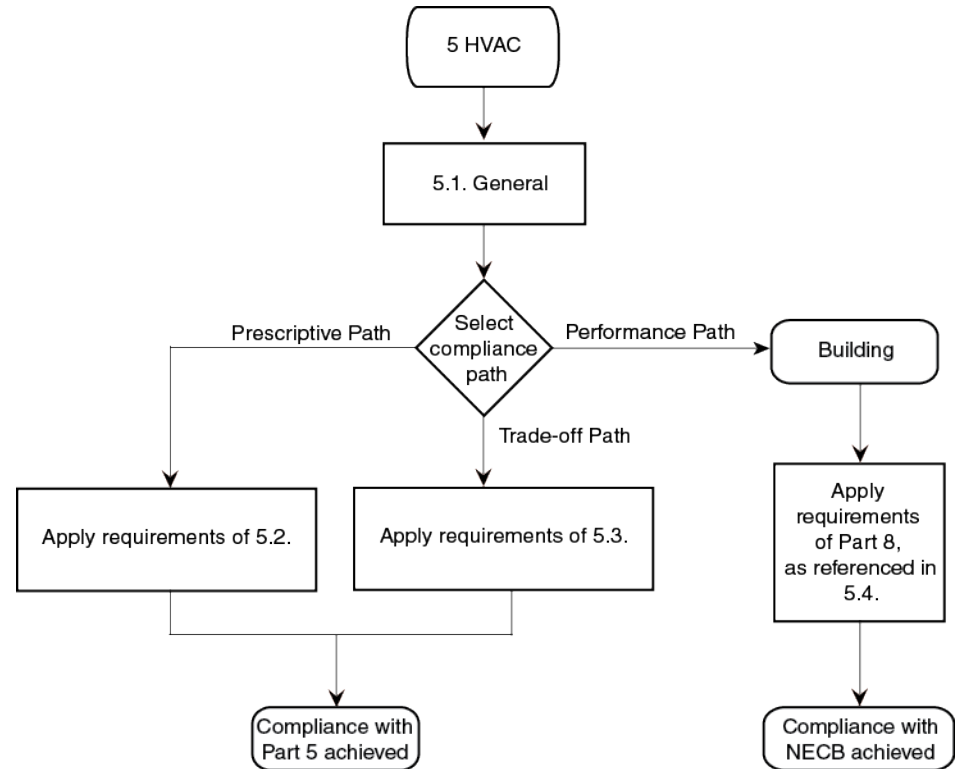 5 HVAC
5.1. General
Select
compliance
path
Prescriptive Path
Performance Path
Trade-off Path
Building
Apply requirements of 5.2.
Apply requirements of 5.3.
Apply
requirements
of Part 8,
as referenced in
5.4.
Compliance with
Part 5 achieved
Compliance with
NECB achieved